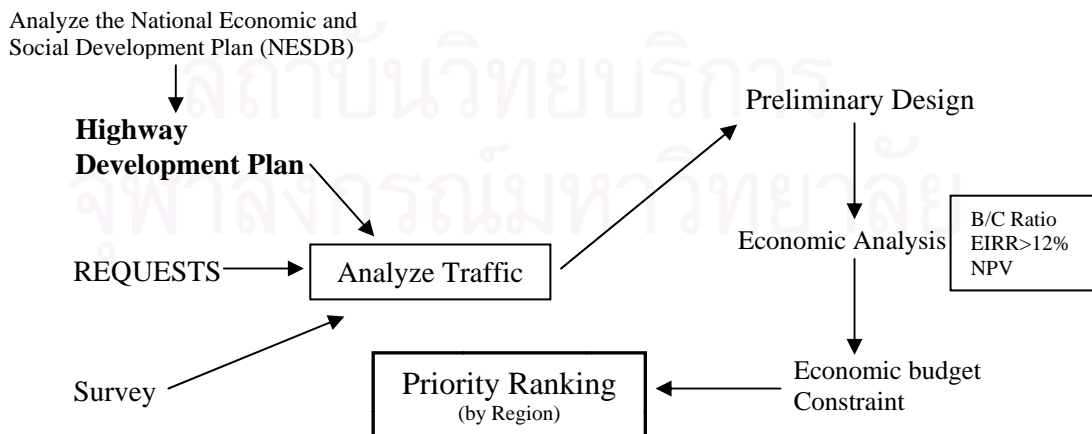 Analyze the National Economic and
Social Development Plan (NESDB)
สถาบันวิทยบริการ
จุฬาลงกรณ์มหาวิทยาลัย
Highway
Development Plan
REQUESTS
Survey
Analyze Traffic
Preliminary Design
Economic Analysis
B/C Ratio
EIRR>12%
NPV
Economic budget
Constraint
Priority Ranking
(by Region)